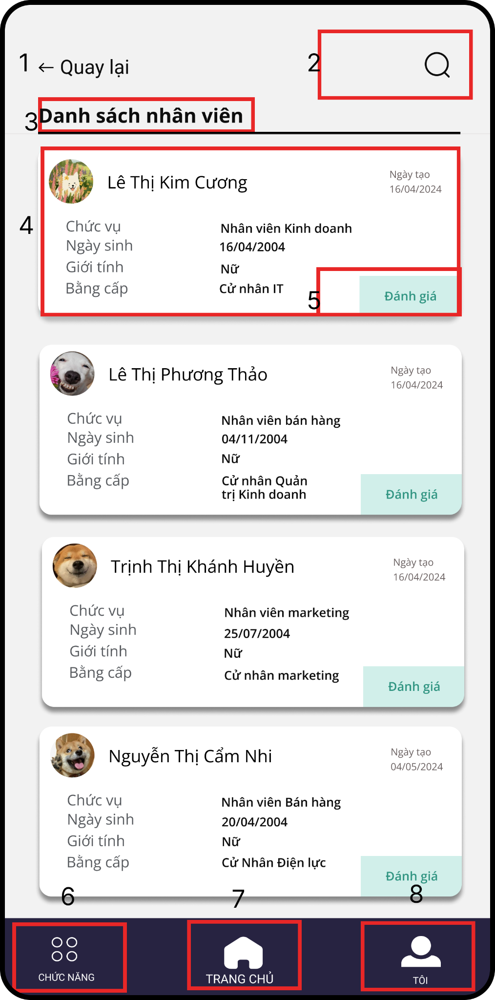 1 ← Quay lại 2
3 Danh sách nhân viên
Lê Thị Kim Cương
Ngày tạo
16/04/2024
4
Chức vụ Nhân viên Kinh doanh
Ngày sinh 16/04/2004
Giới tính Nữ
Bằng cấp Cử nhân IT
5 Đánh giá
Lê Thị Phương Thảo
Ngày tạo
16/04/2024
Chức vụ Nhân viên bán hàng
Ngày sinh 04/11/2004
Giới tính Nữ
Bằng cấp Cử nhân Quản
trị Kinh doanh
Đánh giá
Trịnh Thị Khánh Huyền
Ngày tạo
16/04/2024
Chức vụ Nhân viên marketing
Ngày sinh 25/07/2004
Giới tính Nữ
Bằng cấp Cử nhân marketing
Đánh giá
Nguyễn Thị Cẩm Nhi
Ngày tạo
04/05/2024
Chức vụ Nhân viên Bán hàng
Ngày sinh 20/04/2004
Giới tính Nữ
Bằng cấp Cử Nhân Điện lực
Đánh giá
6 7 8
CHỨC NĂNG TRANG CHỦ TÔI